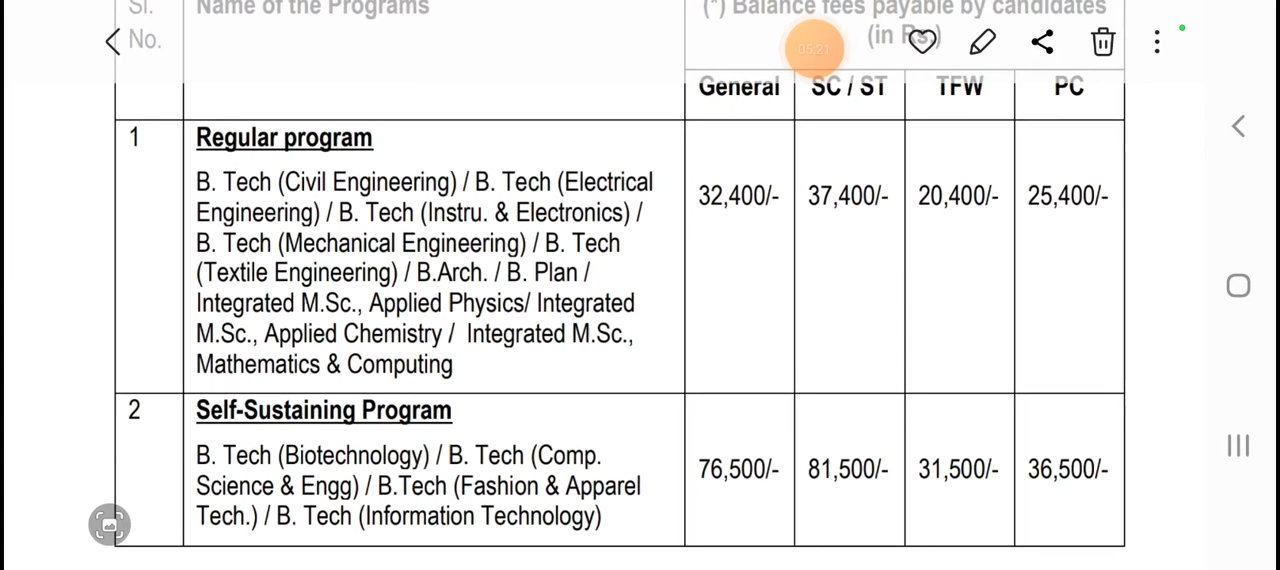 Sl.
No.
Name of the Programs
(*) Balance fees payable by candidates
(in Rs.)
05:21
General
SC / ST
TFW
PC
1
Regular program
B. Tech (Civil Engineering) / B. Tech (Electrical
Engineering) / B. Tech (Instru. & Electronics) /
B. Tech (Mechanical Engineering) / B. Tech
(Textile Engineering) / B.Arch. / B. Plan /
Integrated M.Sc., Applied Physics/ Integrated
M.Sc., Applied Chemistry / Integrated M.Sc.,
Mathematics & Computing
32,400/-
37,400/-
20,400/-
25,400/-
2
Self-Sustaining Program
B. Tech (Biotechnology) / B. Tech (Comp.
Science & Engg) / B.Tech (Fashion & Apparel
Tech.) / B. Tech (Information Technology)
76,500/-
81,500/-
31,500/-
36,500/-